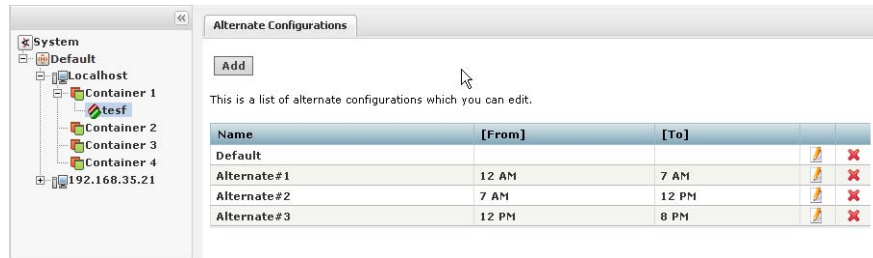 «
Alternate Configurations
System
Default
Localhost
Container 1
tesf
Container 2
Container 3
Container 4
192.168.35.21
Add
This is a list of alternate configurations which you can edit.
Name [From] [To]
Default
Alternate#1 12 AM 7 AM
Alternate#2 7 AM 12 PM
Alternate#3 12 PM 8 PM